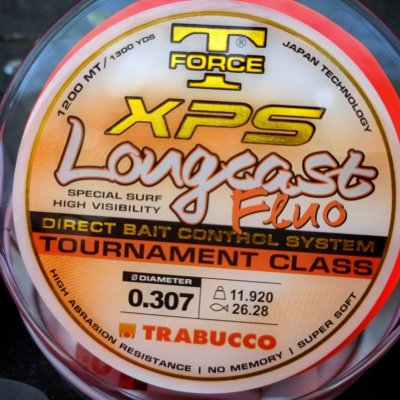 T®
FORCE
1200 MT/1300 YDS
JAPAN TECHNOLOGY
XPS
Longcast
Fluo
SPECIAL SURF
HIGH VISIBILITY
DIRECT BAIT CONTROL SYSTEM
TOURNAMENT CLASS
Ø DIAMETER
0.307
11.920
26.28
TRABUCCO
HIGH ABRASION RESISTANCE | NO MEMORY | SUPER SOFT